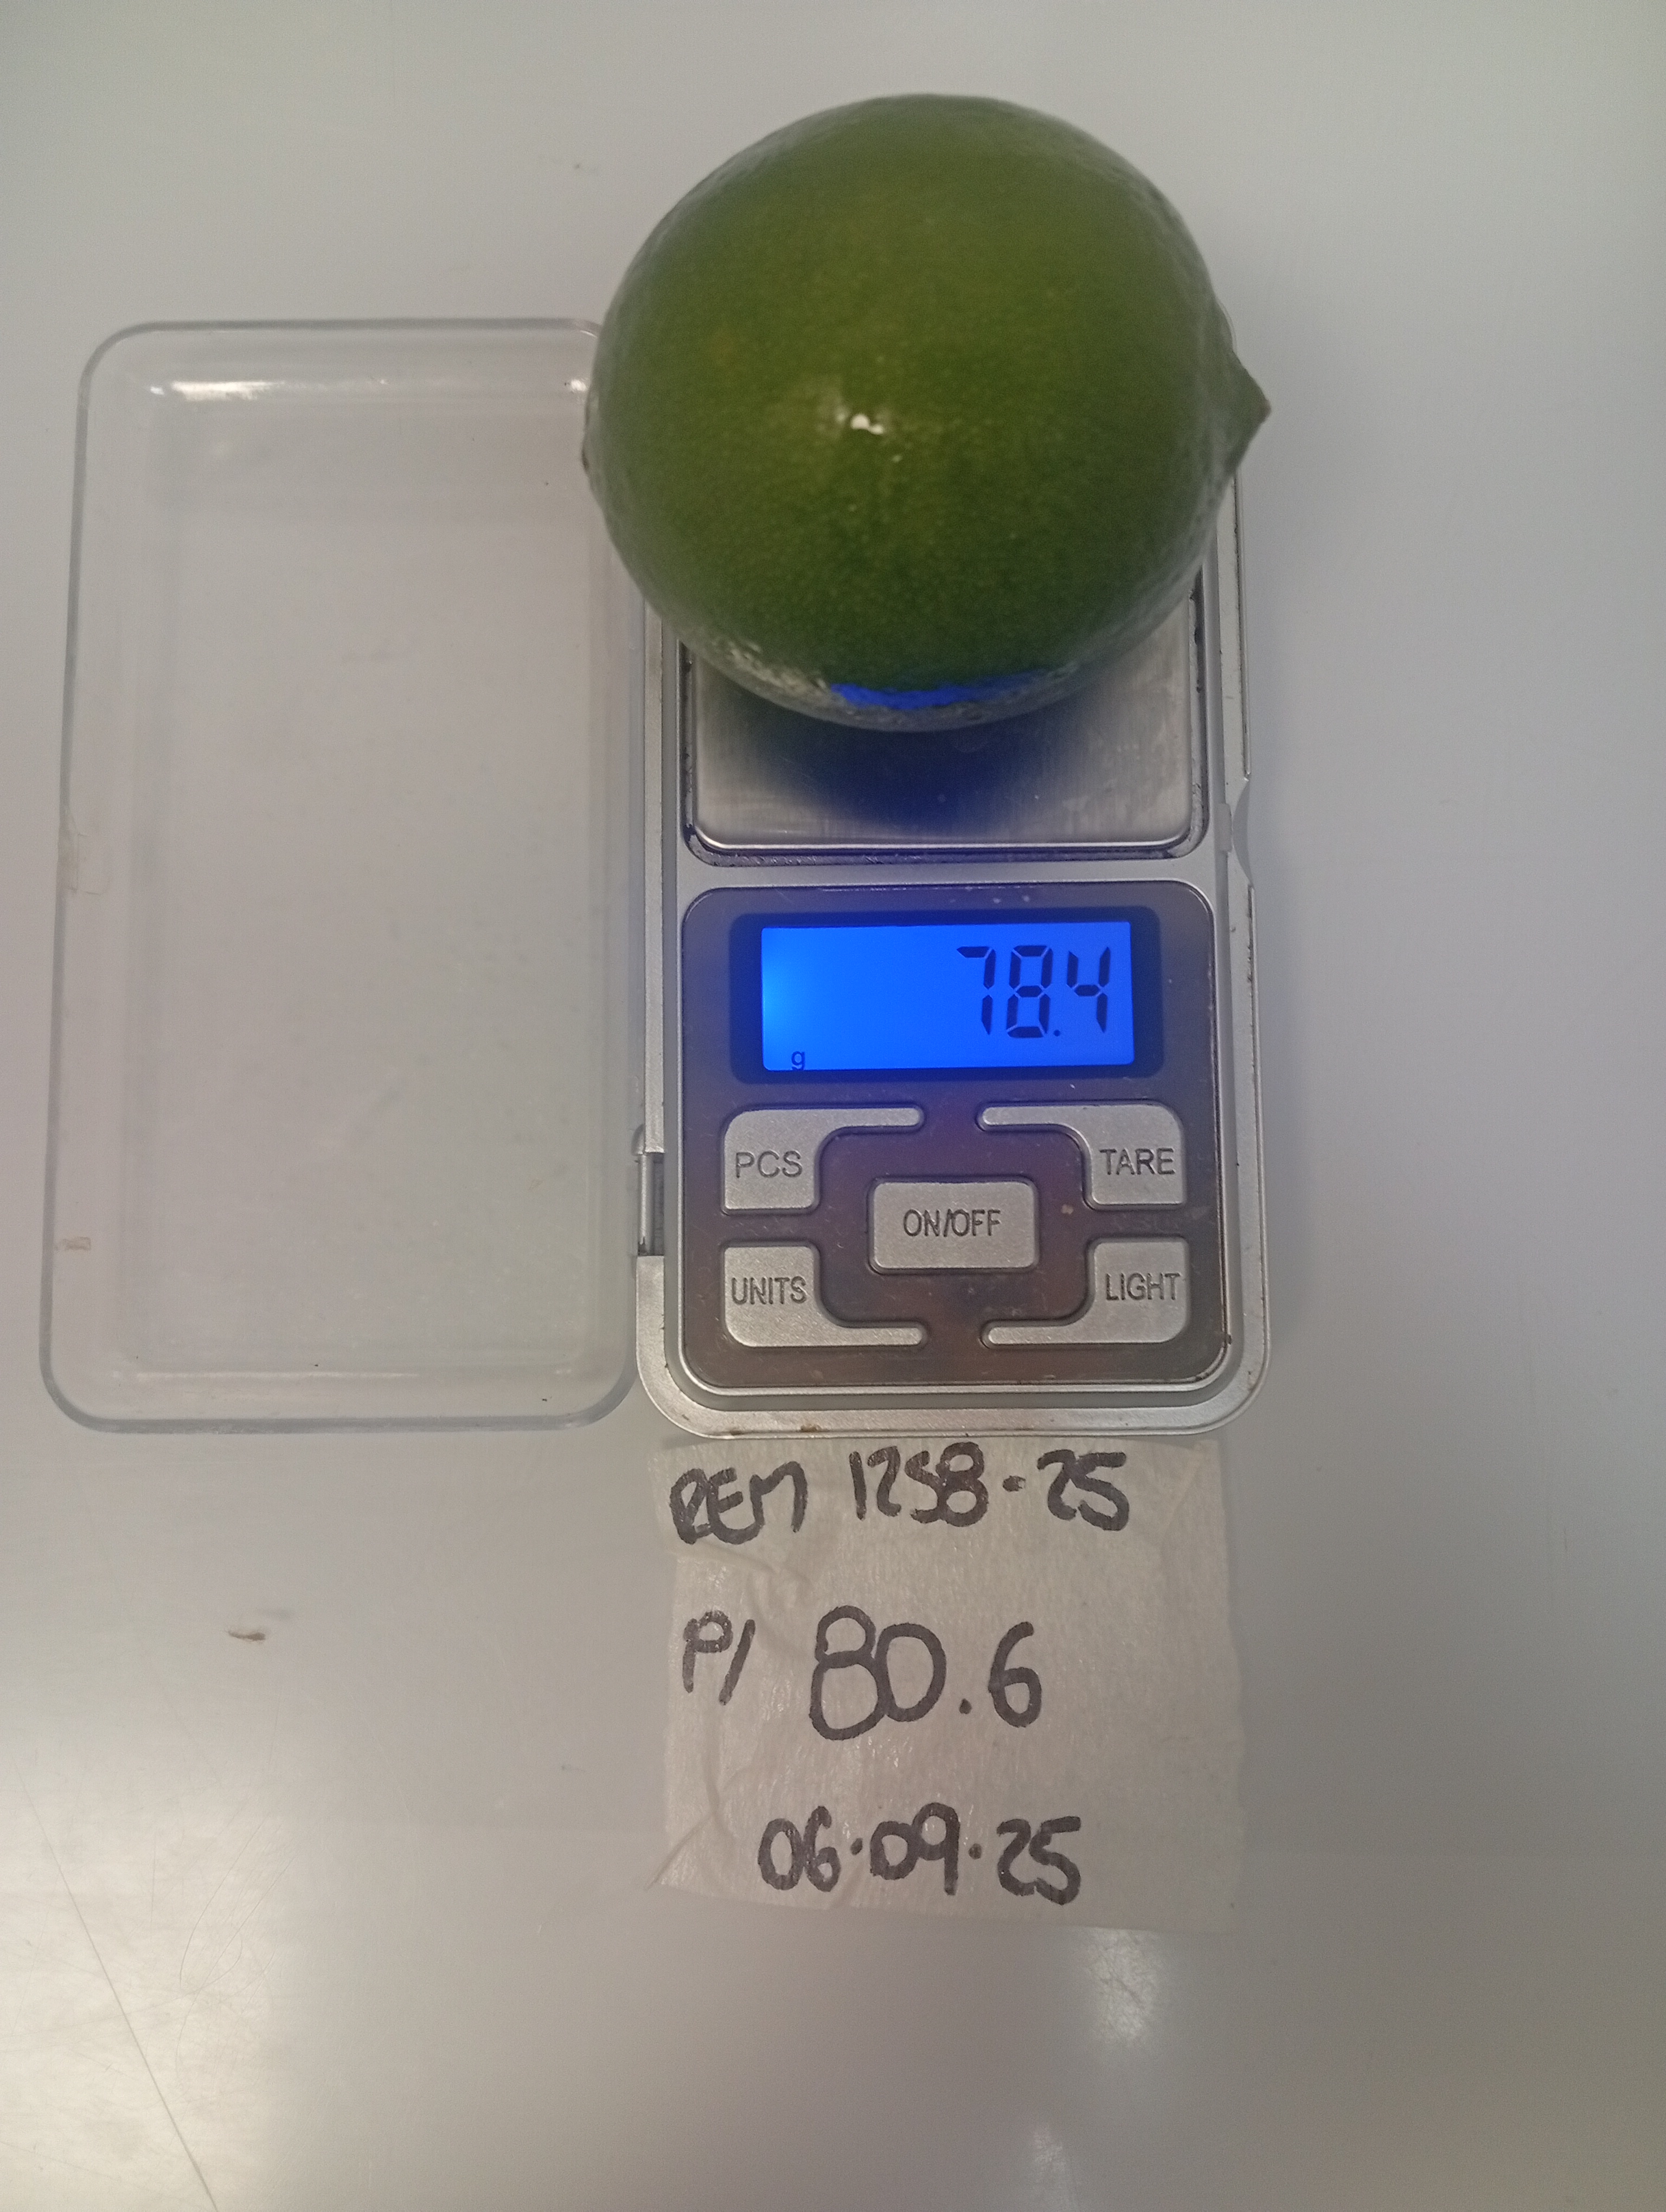 78.4
g
PCS
TARE
ON/OFF
UNITS
LIGHT
REM 1258-25
P/ 80.6
06.09.25